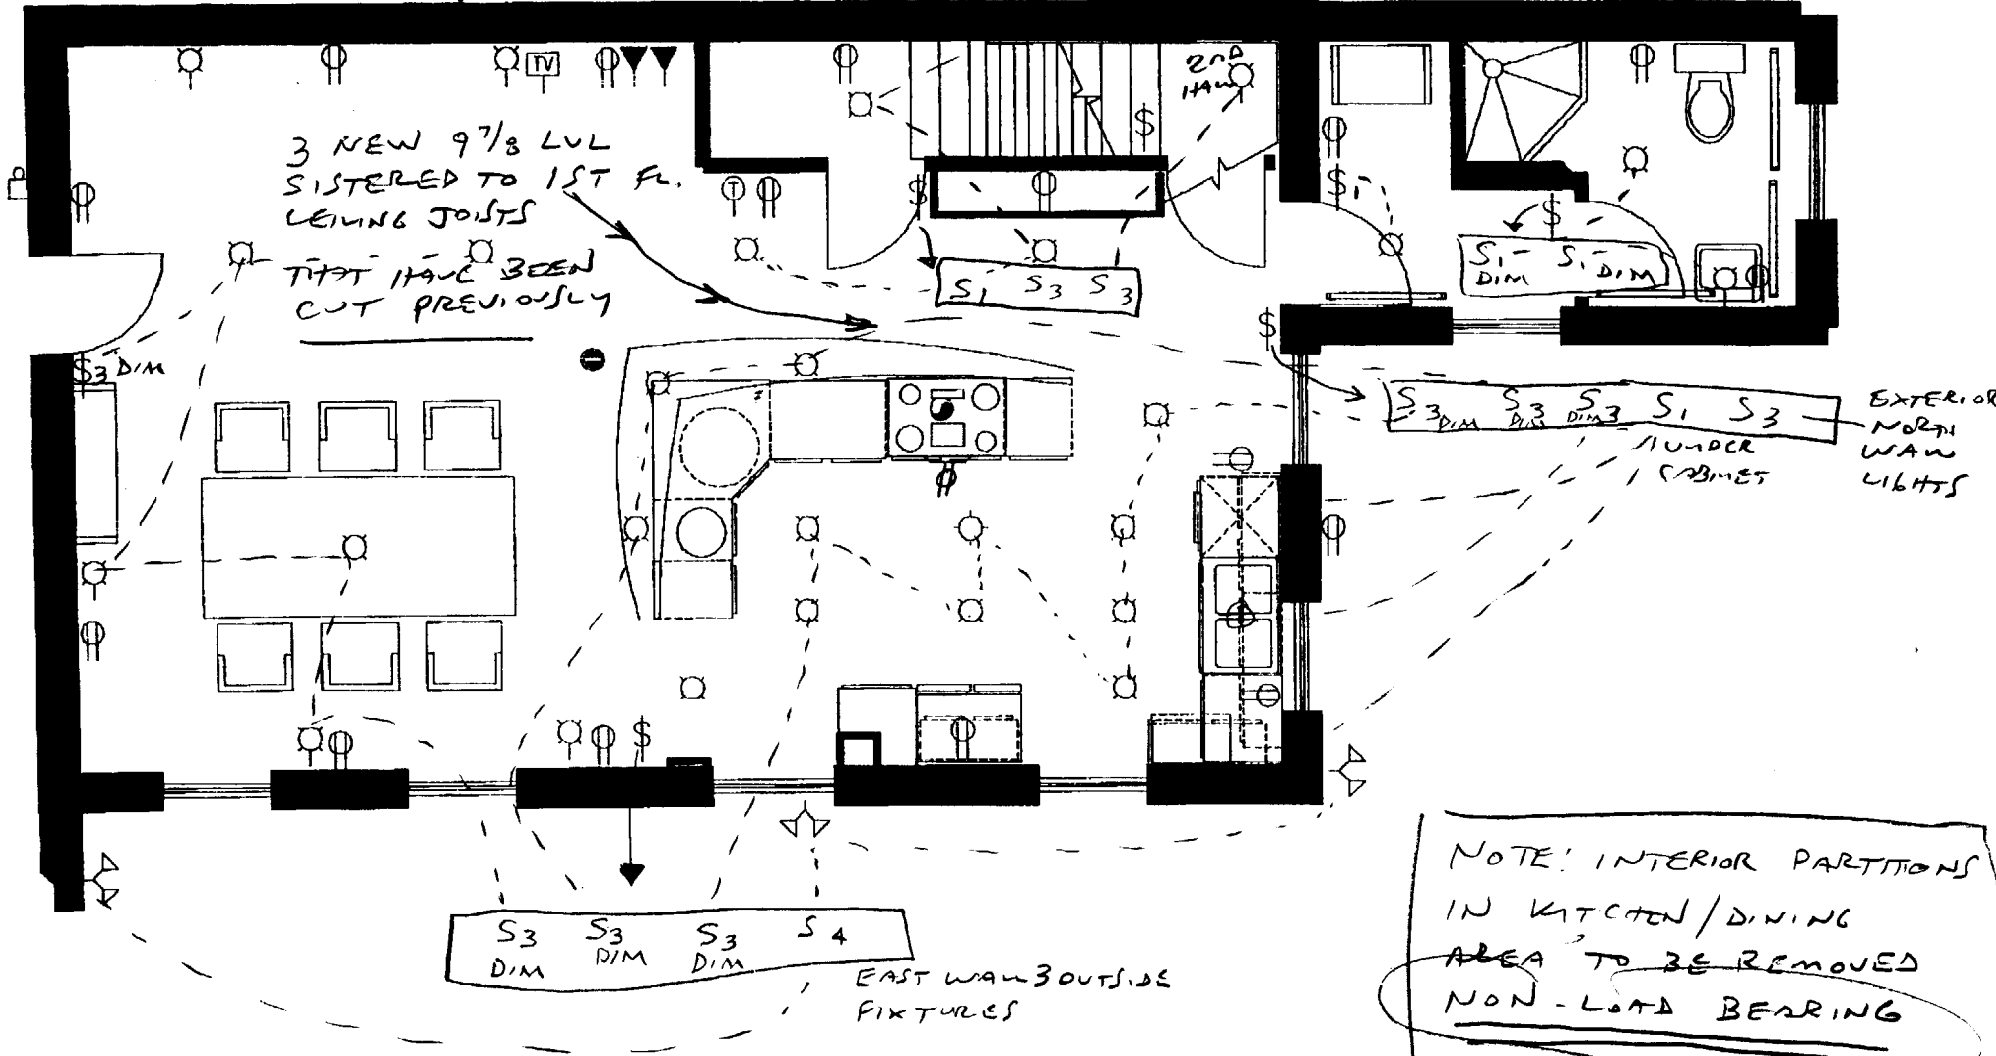 TV
2ND
HALL
3 NEW 9 7/8 LVL
SISTERED TO 1ST FL.
CEILING JOISTS
THAT HAVE BEEN
CUT PREVIOUSLY
$
T
$
$1
$
S1 S3 S3
S1 DIM S1 DIM
$
$3 DIM
S3 DIM S3 DIM S3 DIM S1 S3
EXTERIOR
NORTH
WALL
LIGHTS
UNDER
CABINET
$
S3 DIM S3 DIM S3 DIM S4
EAST WALL 3 OUTSIDE
FIXTURES
NOTE: INTERIOR PARTITIONS
IN KITCHEN/DINING
AREA TO BE REMOVED
NON-LOAD BEARING